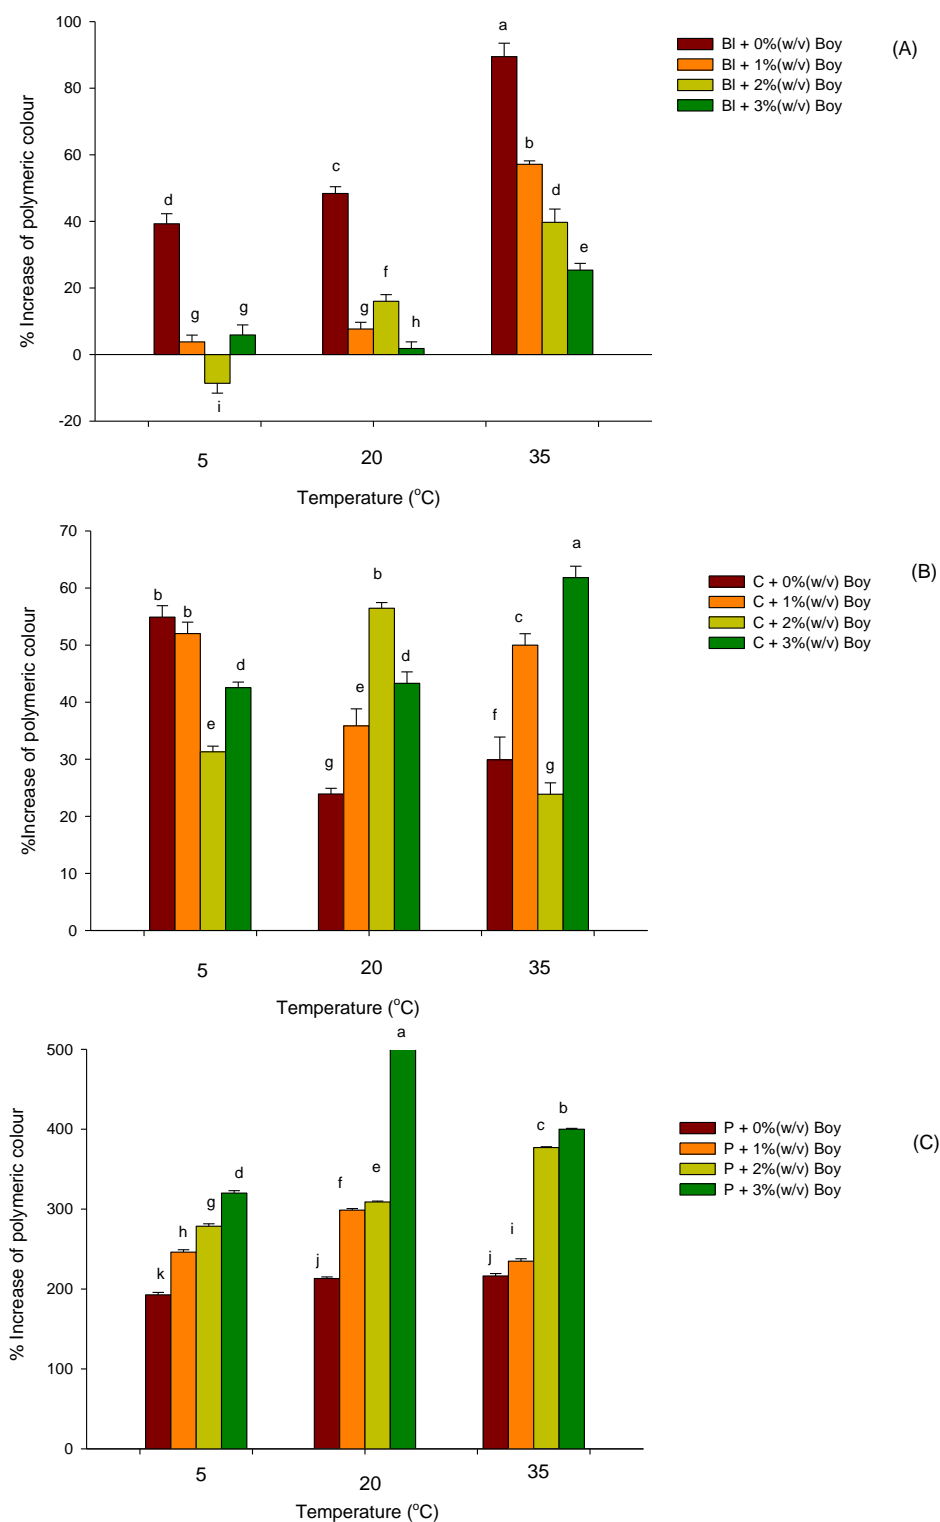 100
80
60
40
20
0
-20
% Increase of polymeric colour
d
g
i
g
c
g
f
h
a
b
d
e
5
20
35
Temperature (°C)
Bl + 0%(w/v) Boy
Bl + 1%(w/v) Boy
Bl + 2%(w/v) Boy
Bl + 3%(w/v) Boy
(A)
70
60
50
40
30
20
10
0
%Increase of polymeric colour
b
b
e
d
g
e
b
d
f
c
g
a
5
20
35
Temperature (°C)
C + 0%(w/v) Boy
C + 1%(w/v) Boy
C + 2%(w/v) Boy
C + 3%(w/v) Boy
(B)
500
400
300
200
100
0
% Increase of polymeric colour
k
h
g
d
j
f
e
a
j
i
c
b
5
20
35
Temperature (°C)
P + 0%(w/v) Boy
P + 1%(w/v) Boy
P + 2%(w/v) Boy
P + 3%(w/v) Boy
(C)